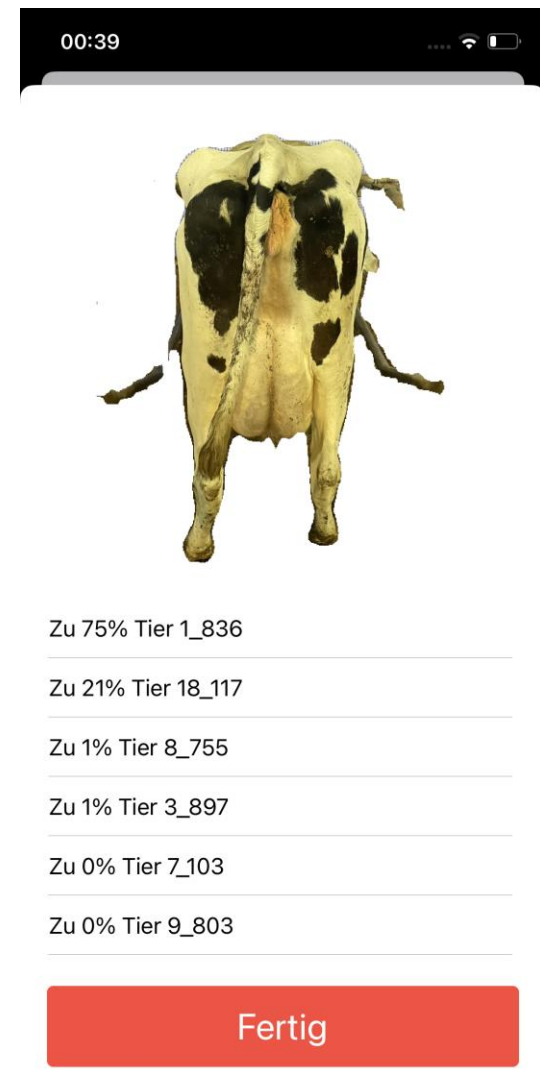 00:39
Zu 75% Tier 1_836
Zu 21% Tier 18_117
Zu 1% Tier 8_755
Zu 1% Tier 3_897
Zu 0% Tier 7_103
Zu 0% Tier 9_803
Fertig